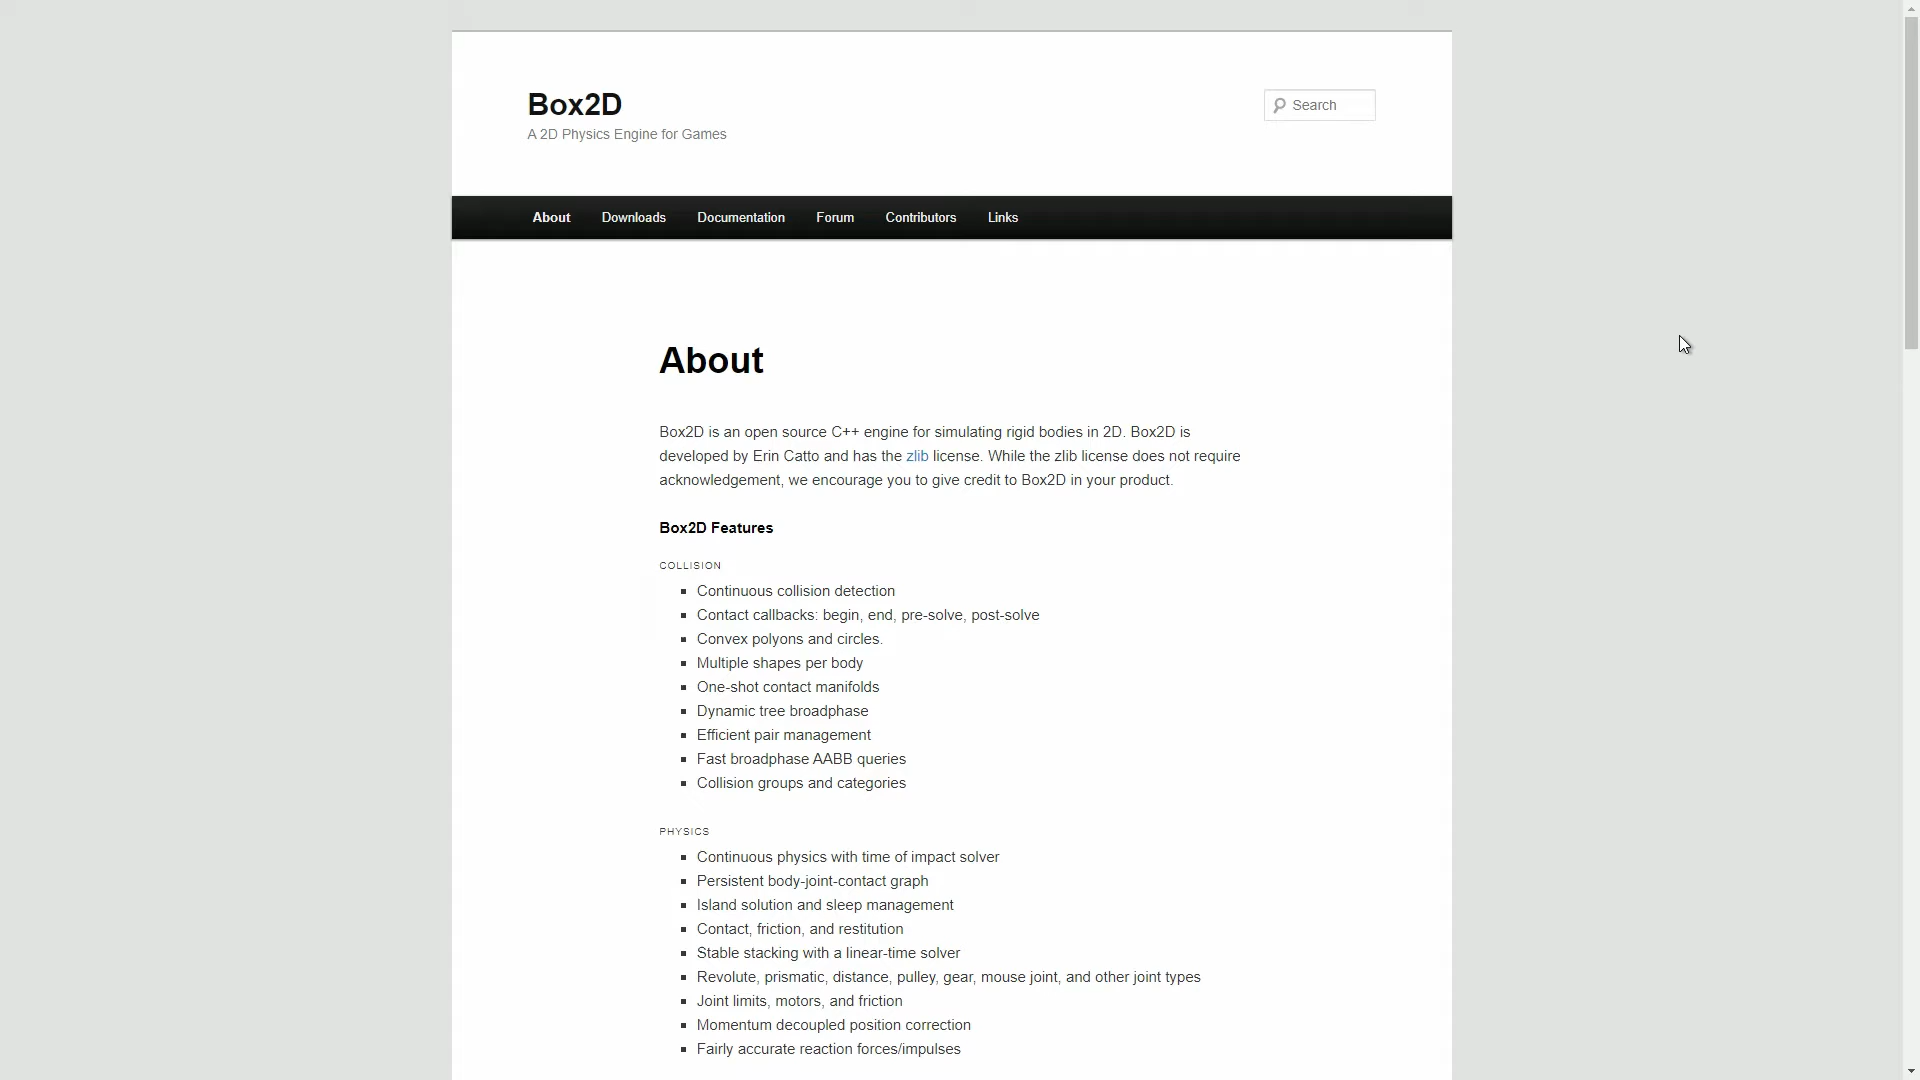 Box2D
A 2D Physics Engine for Games
Search
About Downloads Documentation Forum Contributors Links
About
Box2D is an open source C++ engine for simulating rigid bodies in 2D. Box2D is
developed by Erin Catto and has the zlib license. While the zlib license does not require
acknowledgement, we encourage you to give credit to Box2D in your product.
Box2D Features
COLLISION
Continuous collision detection
Contact callbacks: begin, end, pre-solve, post-solve
Convex polyons and circles.
Multiple shapes per body
One-shot contact manifolds
Dynamic tree broadphase
Efficient pair management
Fast broadphase AABB queries
Collision groups and categories
PHYSICS
Continuous physics with time of impact solver
Persistent body-joint-contact graph
Island solution and sleep management
Contact, friction, and restitution
Stable stacking with a linear-time solver
Revolute, prismatic, distance, pulley, gear, mouse joint, and other joint types
Joint limits, motors, and friction
Momentum decoupled position correction
Fairly accurate reaction forces/impulses